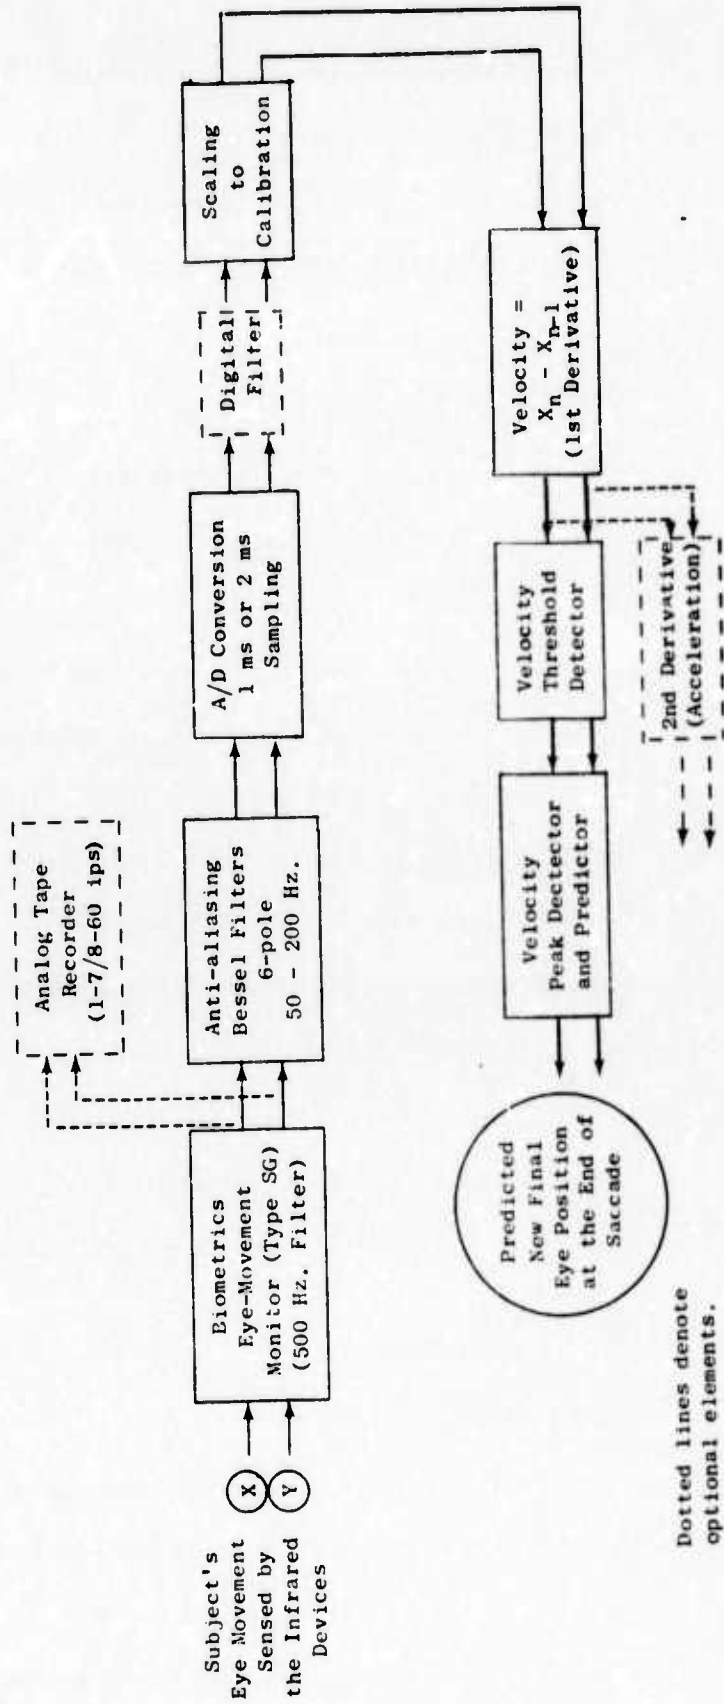 Subject's
Eye Movement
Sensed by
the Infrared
Devices
X
Y
Biometrics
Eye-Movement
Monitor (Type SG)
(500 Hz. Filter)
Analog Tape
Recorder
(1-7/8-60 ips)
Anti-aliasing
Bessel Filters
6-pole
50 - 200 Hz.
A/D Conversion
1 ms or 2 ms
Sampling
Digital
Filter
Scaling
to
Calibration
Velocity =
Xn - Xn-1
(1st Derivative)
Velocity
Threshold
Detector
2nd Derivative
(Acceleration)
Velocity
Peak Dectector
and Predictor
Predicted
New Final
Eye Position
at the End of
Saccade
Dotted lines denote
optional elements.